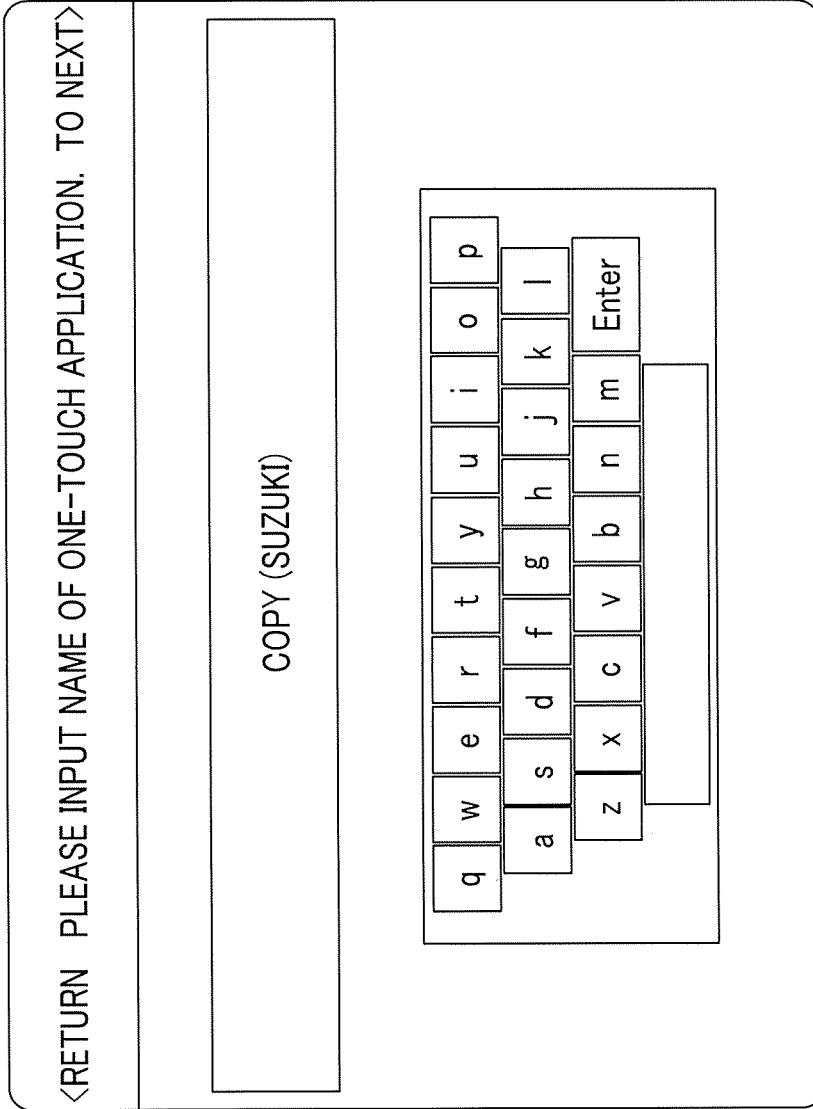 <RETURN PLEASE INPUT NAME OF ONE-TOUCH APPLICATION. TO NEXT>
COPY (SUZUKI)
q w e r t y u i o p
a s d f g h j k l
z x c v b n m Enter